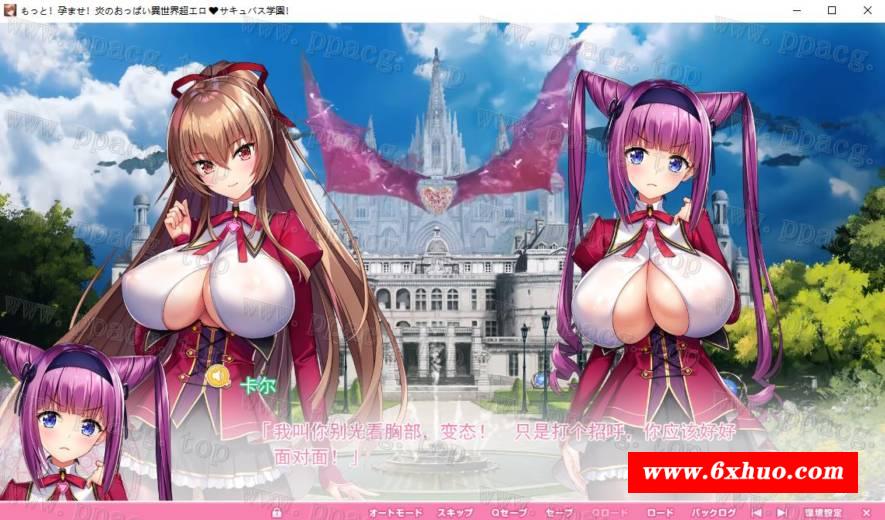 もっと！孕ませ！炎のおっぱい異世界超エロ♥サキュバス学園！
www.ppacg.top
卡尔
「我叫你别光看胸部，变态！　只是打个招呼，你应该好好
面对面！」
www.6xhuo.com
オートモード スキップ Qセーブ セーブ Qロード ロード バックログ 環境設定